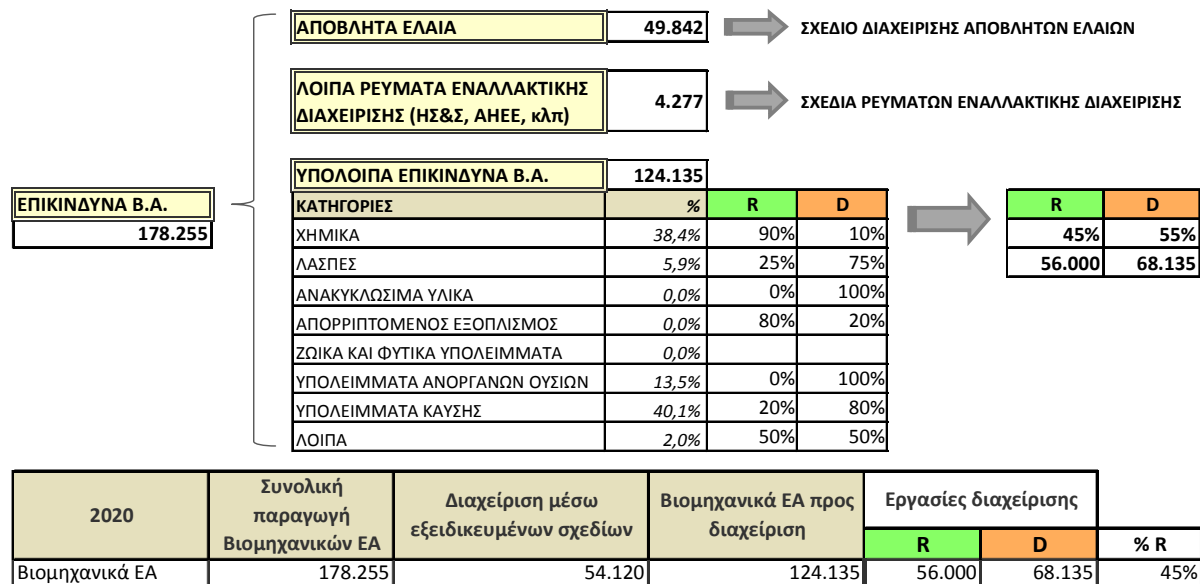 ΑΠΟΒΛΗΤΑ ΕΛΑΙΑ 49.842 ΣΧΕΔΙΟ ΔΙΑΧΕΙΡΙΣΗΣ ΑΠΟΒΛΗΤΩΝ ΕΛΑΙΩΝ
ΛΟΙΠΑ ΡΕΥΜΑΤΑ ΕΝΑΛΛΑΚΤΙΚΗΣ
ΔΙΑΧΕΙΡΙΣΗΣ (ΗΣ&Σ, ΑΗΕΕ, κλπ) 4.277 ΣΧΕΔΙΑ ΡΕΥΜΑΤΩΝ ΕΝΑΛΛΑΚΤΙΚΗΣ ΔΙΑΧΕΙΡΙΣΗΣ
ΥΠΟΛΟΙΠΑ ΕΠΙΚΙΝΔΥΝΑ Β.Α. 124.135
ΕΠΙΚΙΝΔΥΝΑ Β.Α.
178.255
ΚΑΤΗΓΟΡΙΕΣ % R D
ΧΗΜΙΚΑ 38,4% 90% 10%
ΛΑΣΠΕΣ 5,9% 25% 75%
ΑΝΑΚΥΚΛΩΣΙΜΑ ΥΛΙΚΑ 0,0% 0% 100%
ΑΠΟΡΡΙΠΤΟΜΕΝΟΣ ΕΞΟΠΛΙΣΜΟΣ 0,0% 80% 20%
ΖΩΙΚΑ ΚΑΙ ΦΥΤΙΚΑ ΥΠΟΛΕΙΜΜΑΤΑ 0,0%
ΥΠΟΛΕΙΜΜΑΤΑ ΑΝΟΡΓΑΝΩΝ ΟΥΣΙΩΝ 13,5% 0% 100%
ΥΠΟΛΕΙΜΜΑΤΑ ΚΑΥΣΗΣ 40,1% 20% 80%
ΛΟΙΠΑ 2,0% 50% 50%
R D
45% 55%
56.000 68.135
2020
Συνολική
παραγωγή
Βιομηχανικών ΕΑ
Διαχείριση μέσω
εξειδικευμένων σχεδίων
Βιομηχανικά ΕΑ προς
διαχείριση
Εργασίες διαχείρισης
R D % R
Βιομηχανικά ΕΑ 178.255 54.120 124.135 56.000 68.135 45%